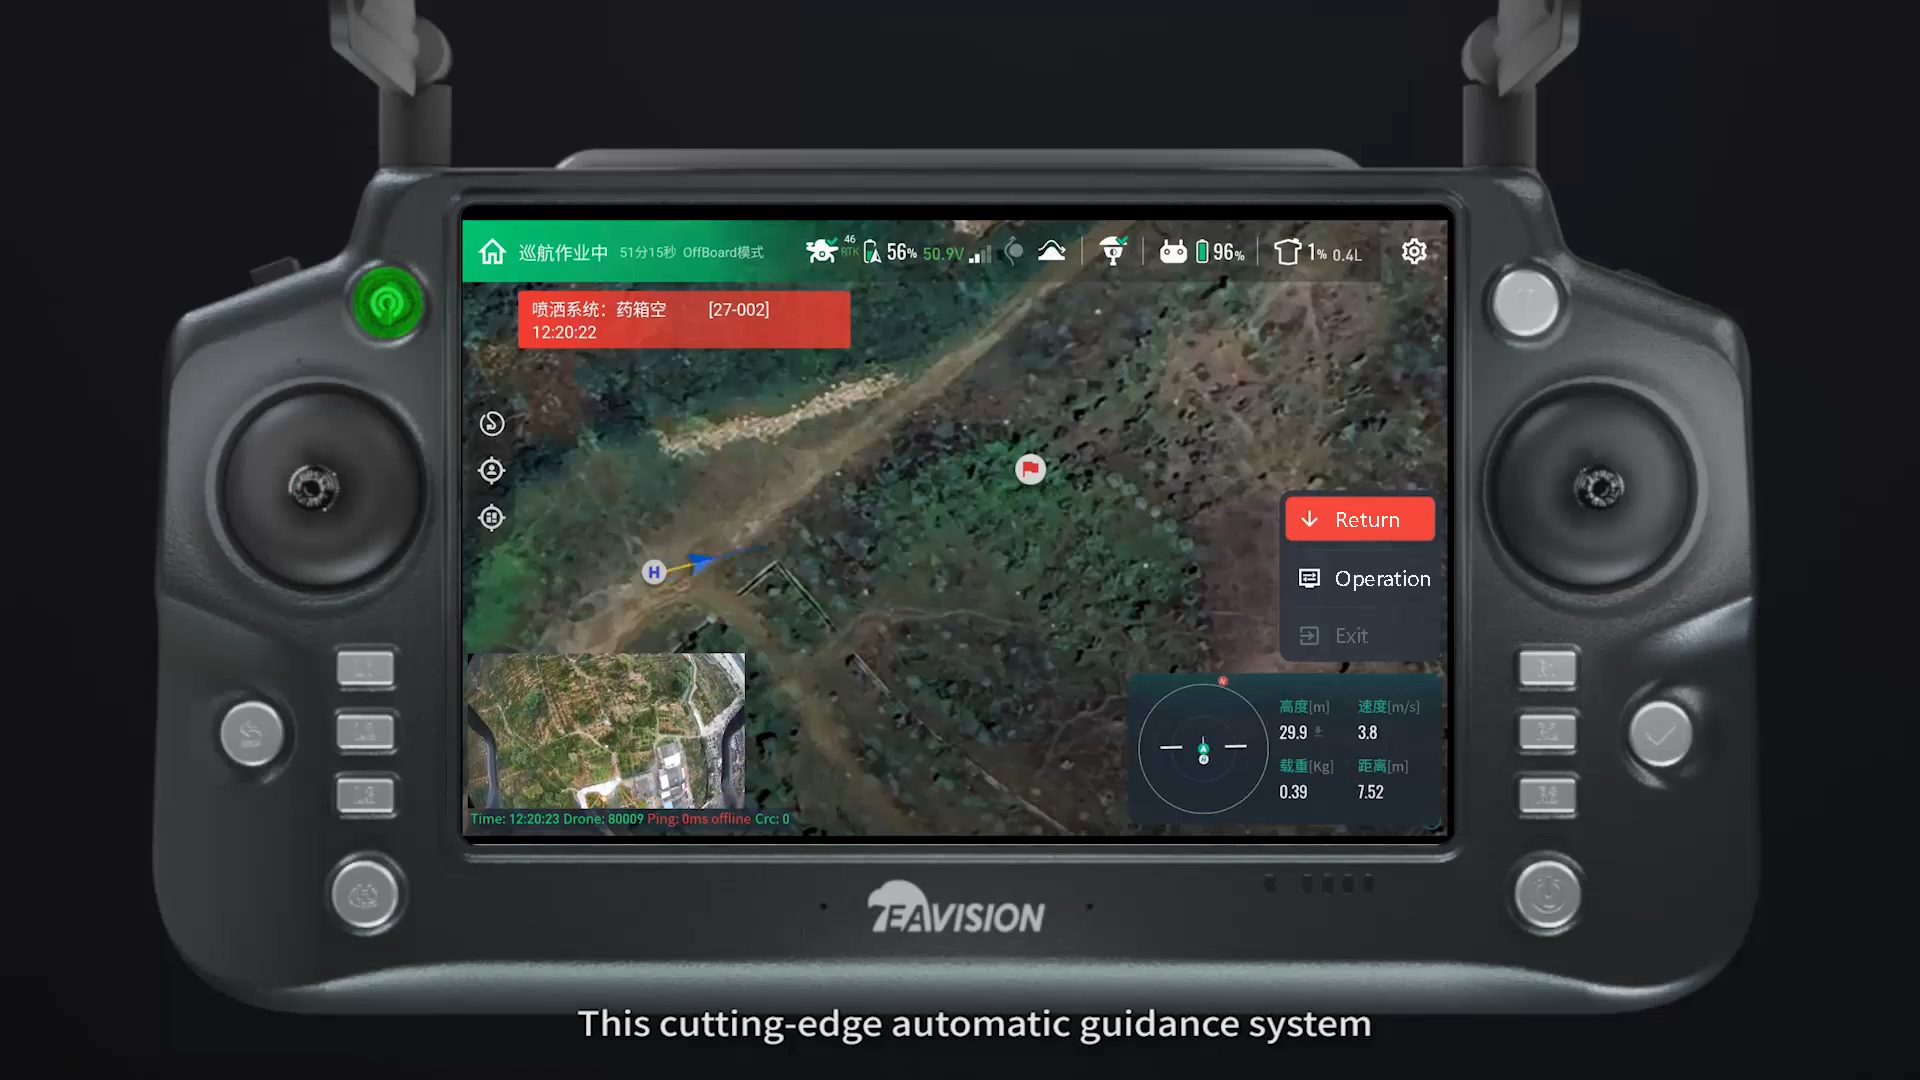 巡航作业中 51分15秒 OffBoard模式 46 RTK 56% 50.9V 96% 1% 0.4L
喷洒系统：药箱空 [27-002]
12:20:22
H
Return
Operation
Exit
高度[m] 速度[m/s]
29.9 3.8
载重[Kg] 距离[m]
0.39 7.52
Time: 12:20:23 Drone: 80009 Ping: 0ms offline Crc: 0
L1
R1
TEAVISION
This cutting-edge automatic guidance system